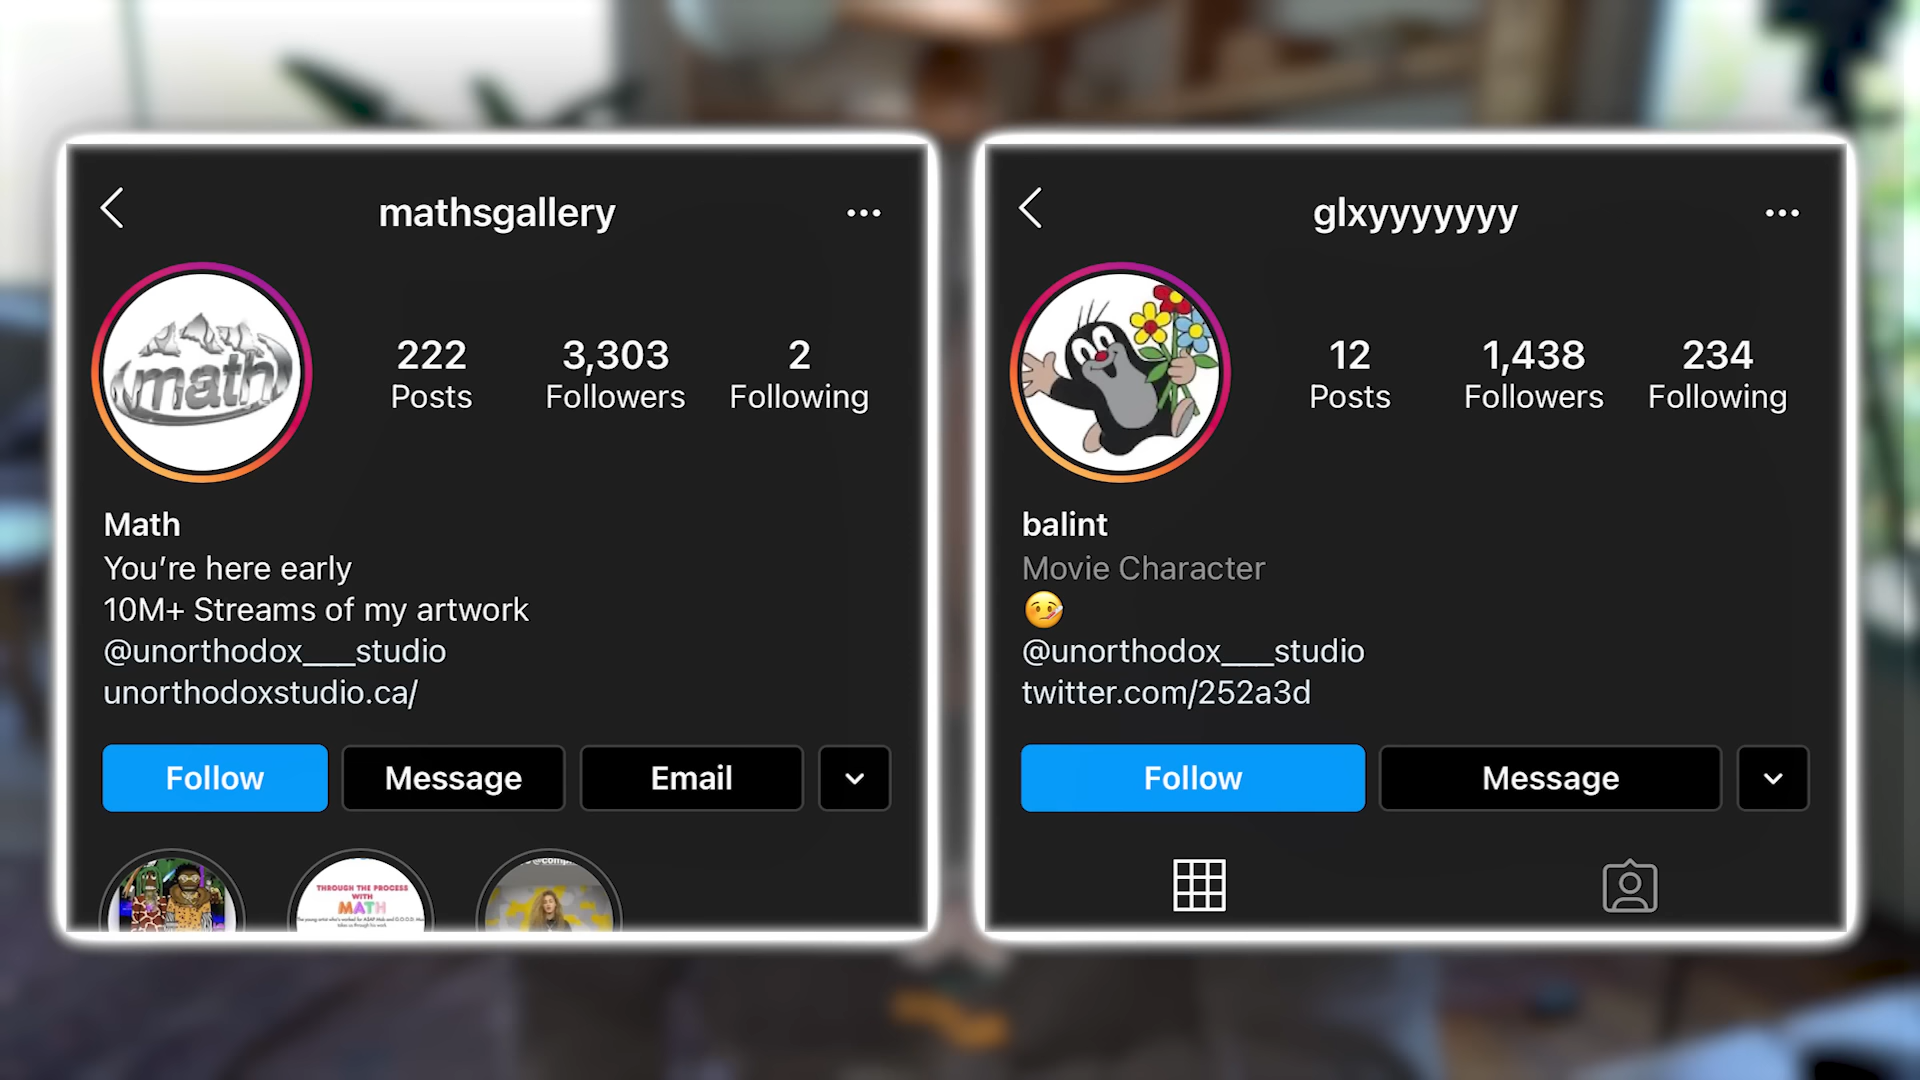 mathsgallery
math
222
Posts
3,303
Followers
2
Following
Math
You’re here early
10M+ Streams of my artwork
@unorthodox___studio
unorthodoxstudio.ca/
Follow
Message
Email
THROUGH THE PROCESS
WITH
MATH
glxyyyyyyy
12
Posts
1,438
Followers
234
Following
balint
Movie Character
@unorthodox___studio
twitter.com/252a3d
Follow
Message